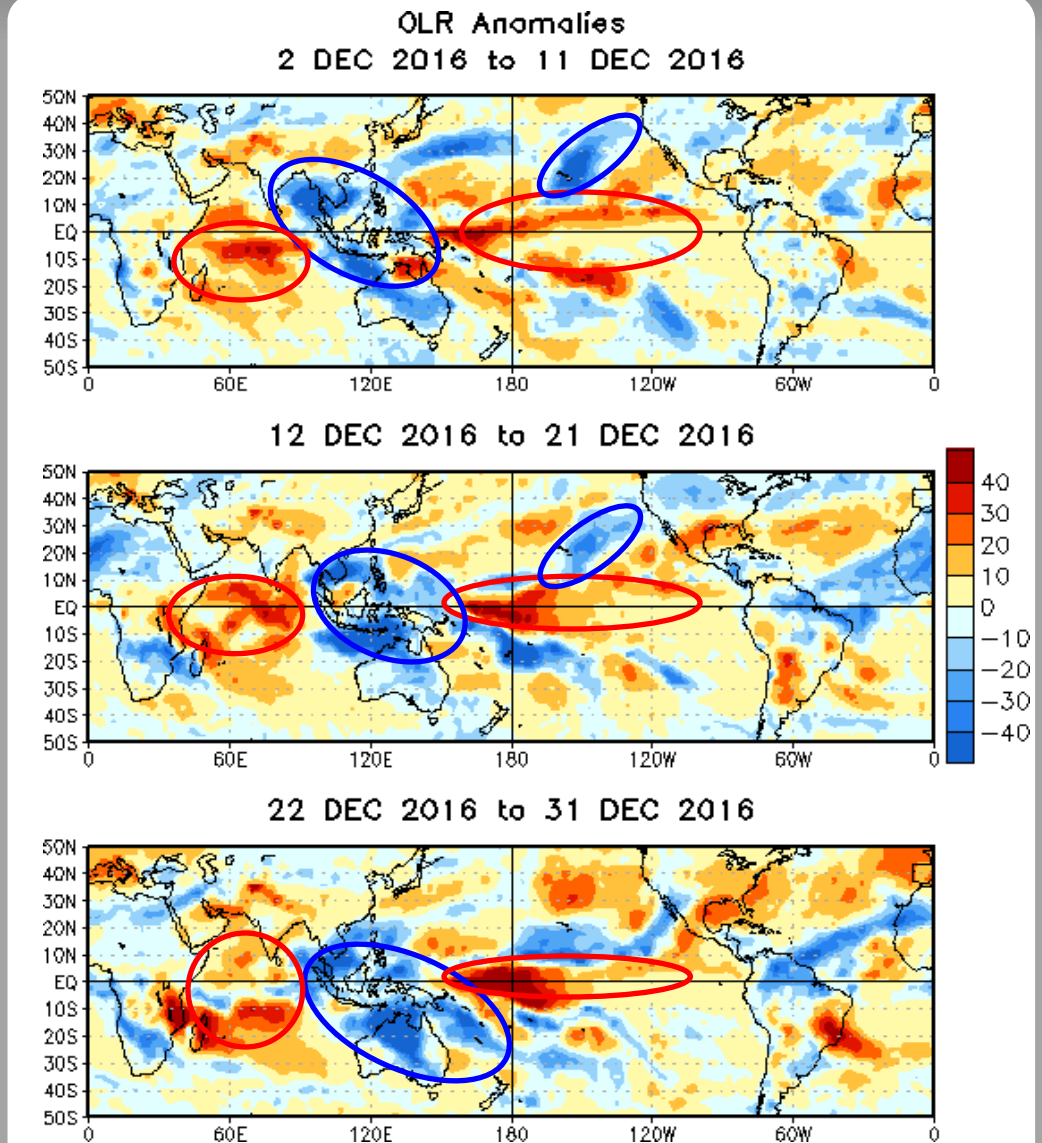 OLR Anomalies
2 DEC 2016 to 11 DEC 2016
50N
40N
30N
20N
10N
EQ
10S
20S
30S
40S
50S
0 60E 120E 180 120W 60W 0
12 DEC 2016 to 21 DEC 2016
50N
40N
30N
20N
10N
EQ
10S
20S
30S
40S
50S
0 60E 120E 180 120W 60W 0
40
30
20
10
0
-10
-20
-30
-40
22 DEC 2016 to 31 DEC 2016
50N
40N
30N
20N
10N
EQ
10S
20S
30S
40S
50S
0 60E 120E 180 120W 60W 0